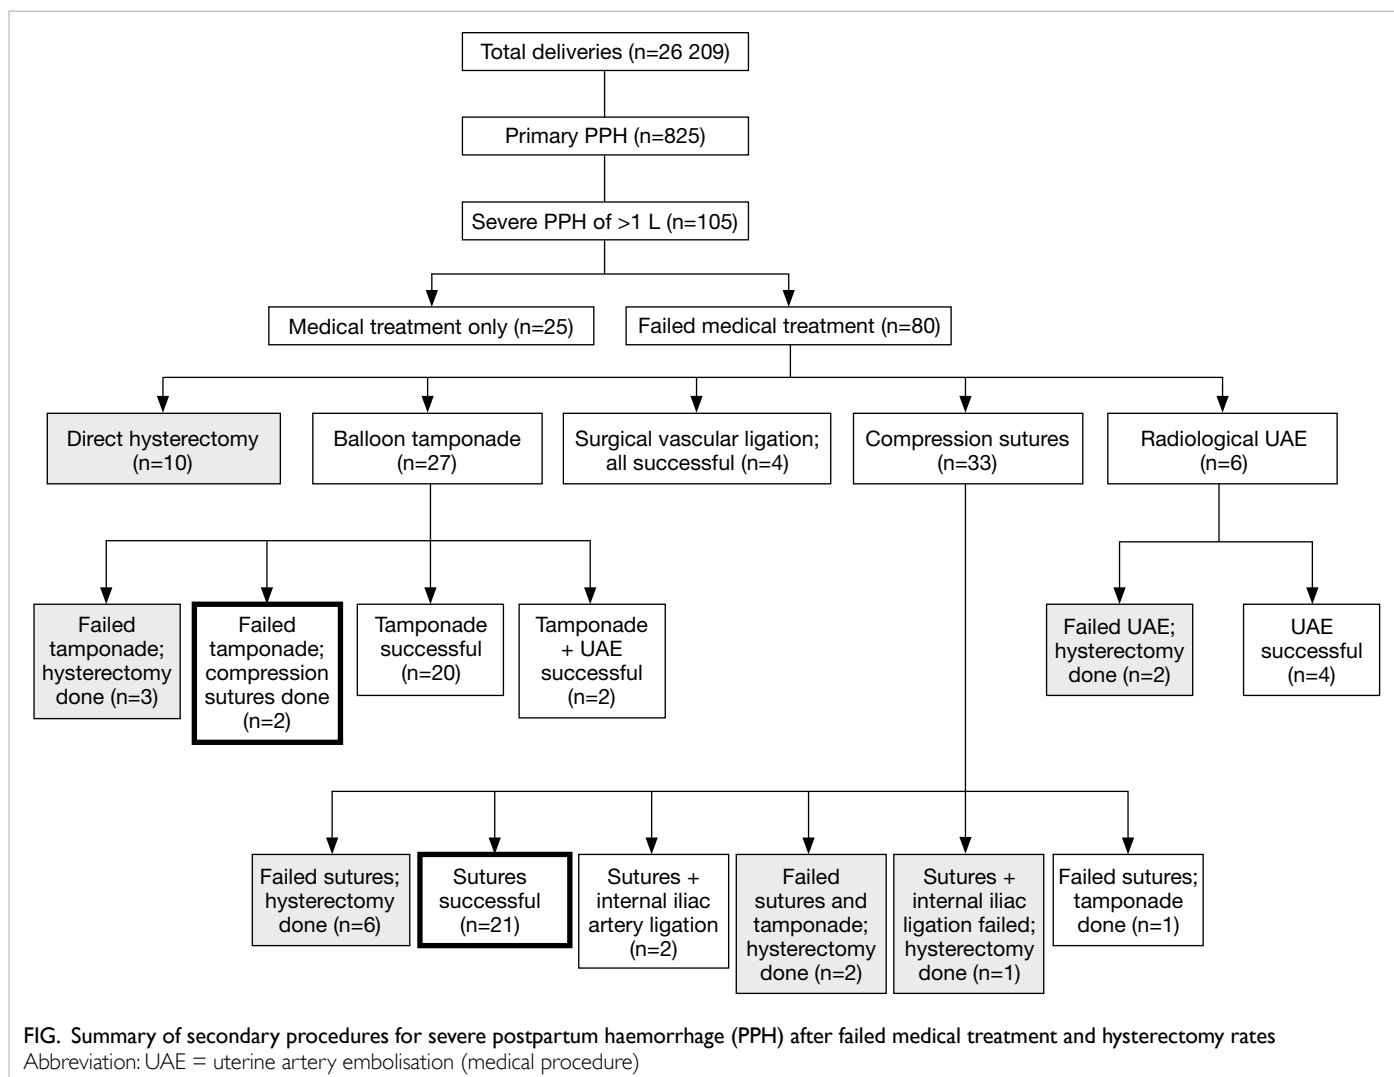 Total deliveries (n=26 209)
Primary PPH (n=825)
Severe PPH of >1 L (n=105)
Medical treatment only (n=25)
Failed medical treatment (n=80)
Direct hysterectomy
(n=10)
Balloon tamponade
(n=27)
Surgical vascular ligation;
all successful (n=4)
Compression sutures
(n=33)
Radiological UAE
(n=6)
Failed
tamponade;
hysterectomy
done (n=3)
Failed
tamponade;
compression
sutures done
(n=2)
Tamponade
successful
(n=20)
Tamponade
+ UAE
successful
(n=2)
Failed UAE;
hysterectomy
done (n=2)
UAE
successful
(n=4)
Failed sutures;
hysterectomy
done (n=6)
Sutures
successful
(n=21)
Sutures +
internal iliac
artery ligation
(n=2)
Failed
sutures and
tamponade;
hysterectomy
done (n=2)
Sutures +
internal iliac
ligation failed;
hysterectomy
done (n=1)
Failed sutures;
tamponade
done (n=1)
FIG. Summary of secondary procedures for severe postpartum haemorrhage (PPH) after failed medical treatment and hysterectomy rates
Abbreviation: UAE = uterine artery embolisation (medical procedure)